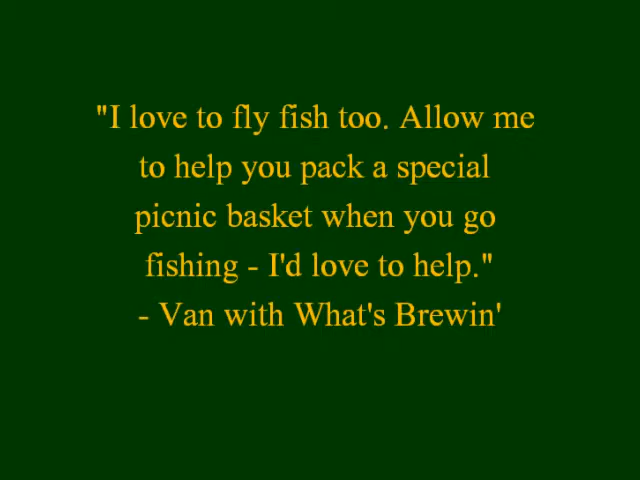 "I love to fly fish too. Allow me
to help you pack a special
picnic basket when you go
fishing - I'd love to help."
- Van with What's Brewin'